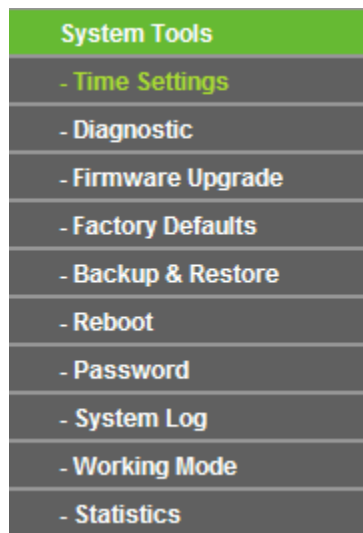 System Tools
- Time Settings
- Diagnostic
- Firmware Upgrade
- Factory Defaults
- Backup & Restore
- Reboot
- Password
- System Log
- Working Mode
- Statistics